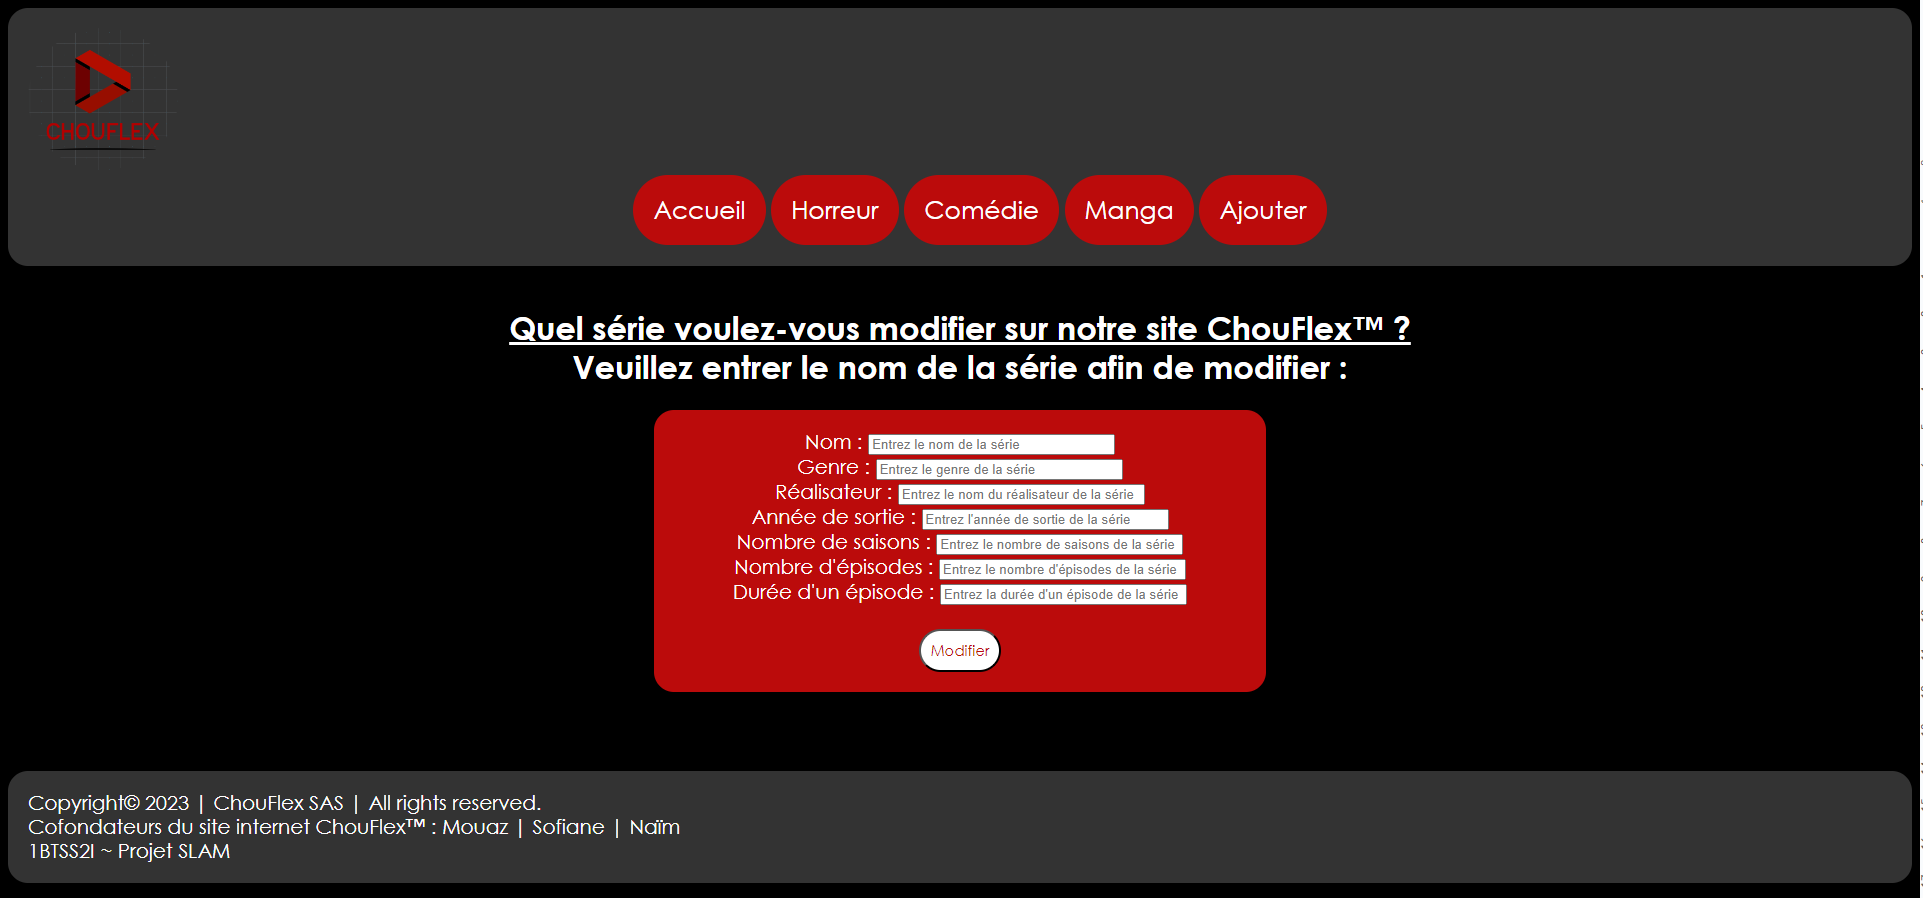 CHOUFLEX
Accueil Horreur Comédie Manga Ajouter
Quel série voulez-vous modifier sur notre site ChouFlex™ ?
Veuillez entrer le nom de la série afin de modifier :
Nom : Entrez le nom de la série
Genre : Entrez le genre de la série
Réalisateur : Entrez le nom du réalisateur de la série
Année de sortie : Entrez l'année de sortie de la série
Nombre de saisons : Entrez le nombre de saisons de la série
Nombre d'épisodes : Entrez le nombre d'épisodes de la série
Durée d'un épisode : Entrez la durée d'un épisode de la série
Modifier
Copyright© 2023 | ChouFlex SAS | All rights reserved.
Cofondateurs du site internet ChouFlex™ : Mouaz | Sofiane | Naïm
1BTSS2I ~ Projet SLAM